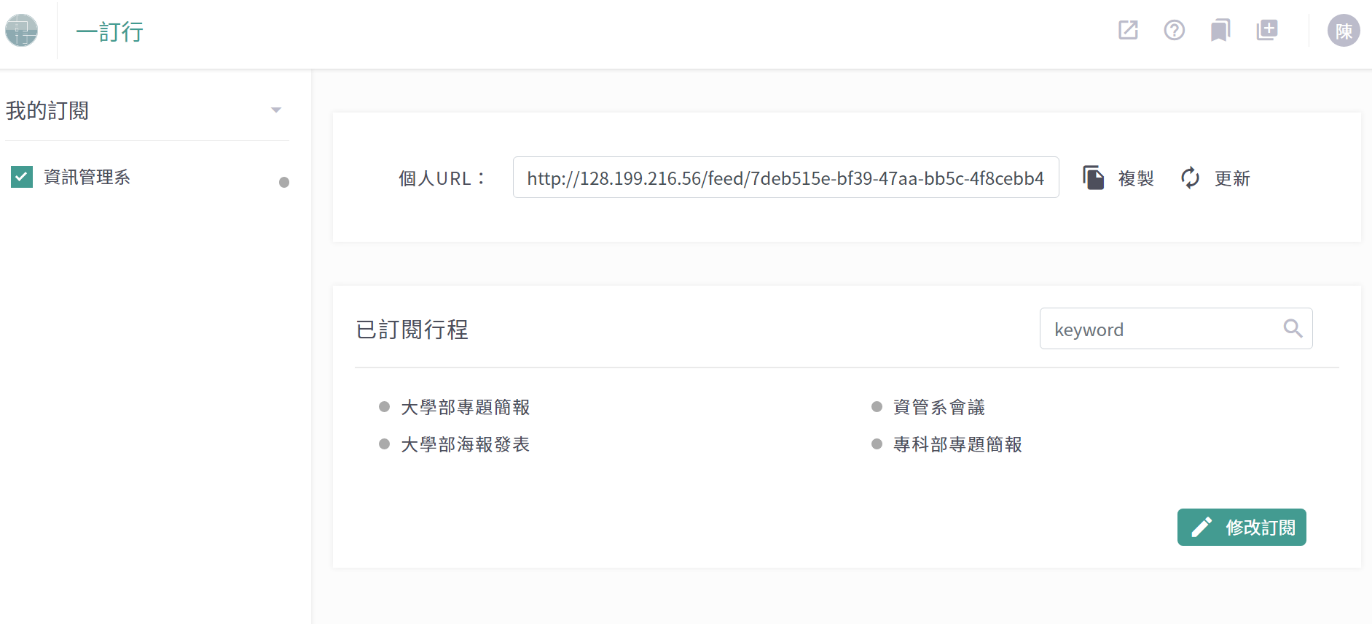 一訂行
陳
我的訂閱
資訊管理系
個人URL：
http://128.199.216.56/feed/7deb515e-bf39-47aa-bb5c-4f8cebb4
複製
更新
已訂閱行程
keyword
大學部專題簡報
資管系會議
大學部海報發表
專科部專題簡報
修改訂閱